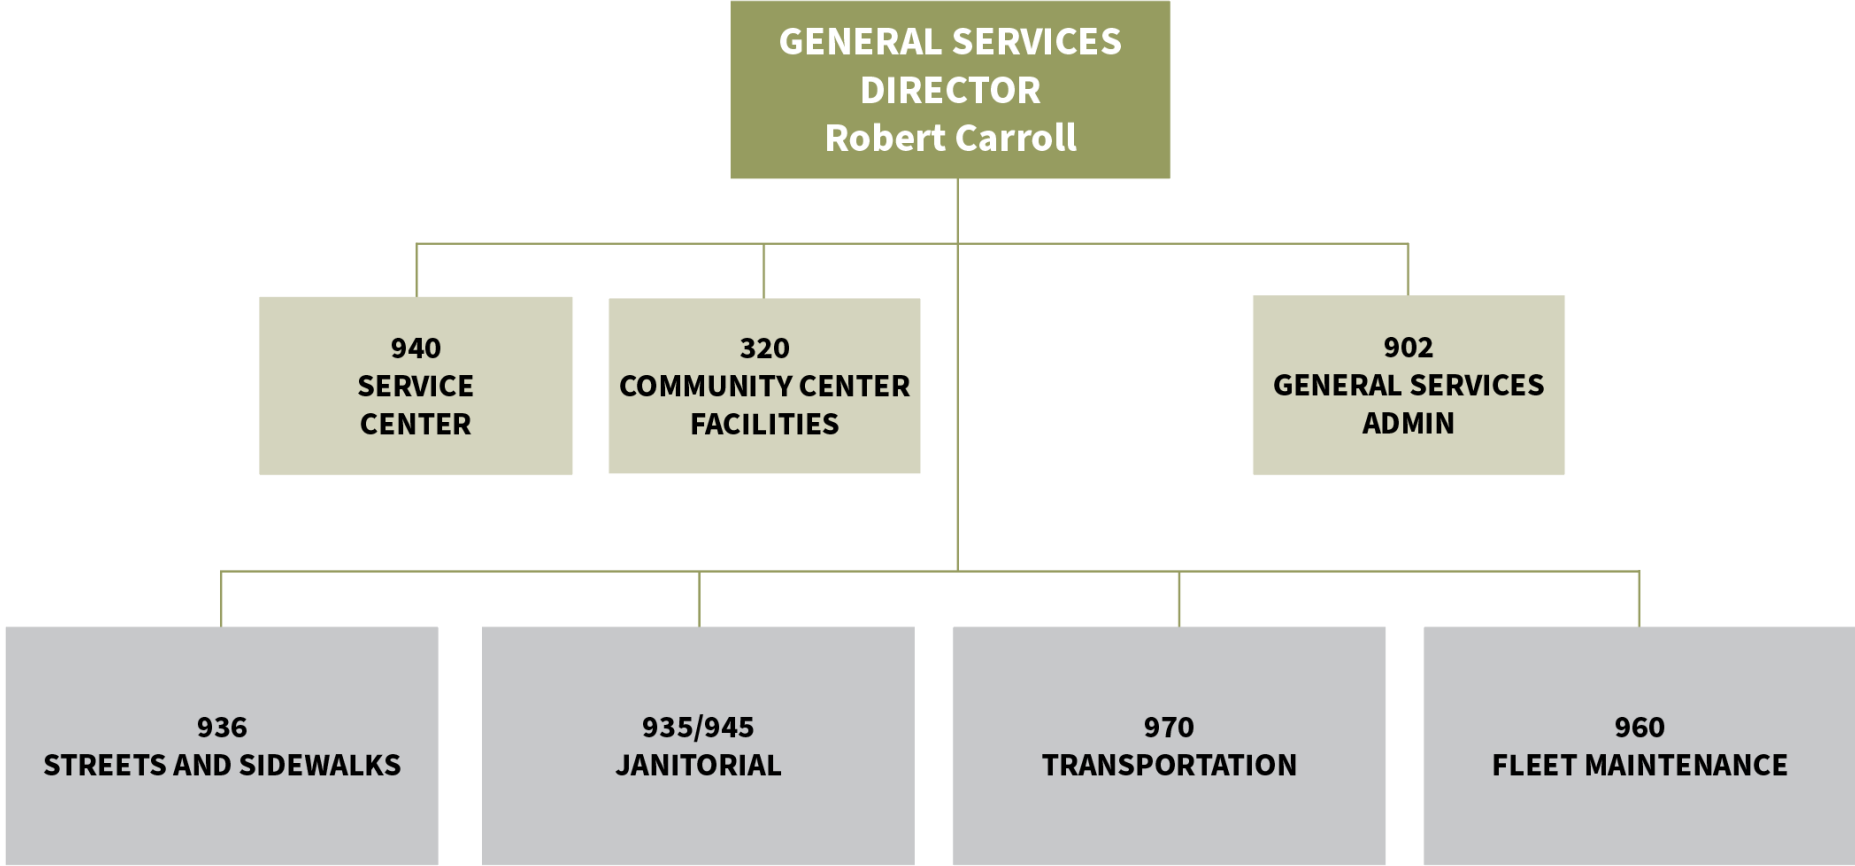 GENERAL SERVICES
DIRECTOR
Robert Carroll
940
SERVICE
CENTER
320
COMMUNITY CENTER
FACILITIES
902
GENERAL SERVICES
ADMIN
936
STREETS AND SIDEWALKS
935/945
JANITORIAL
970
TRANSPORTATION
960
FLEET MAINTENANCE